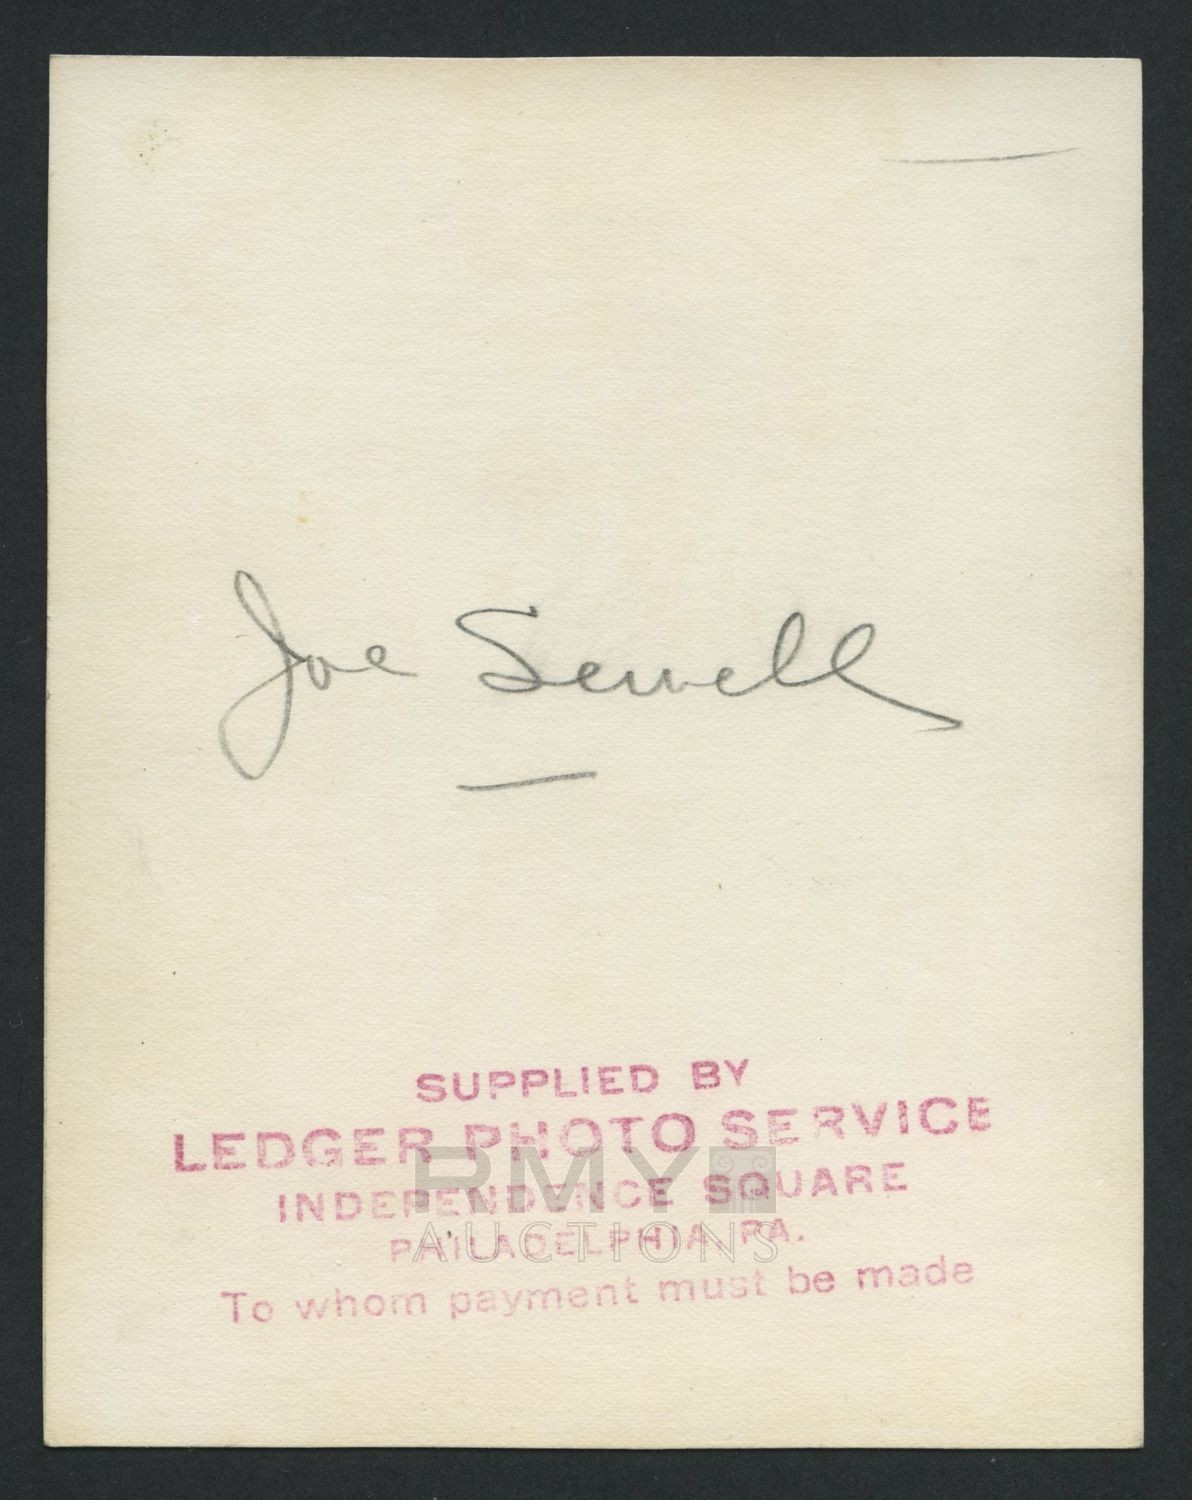 Joe Sewell
SUPPLIED BY
LEDGER PHOTO SERVICE
INDEPENDENCE SQUARE
PHILADELPHIA, PA.
To whom payment must be made
RMY
AUCTIONS